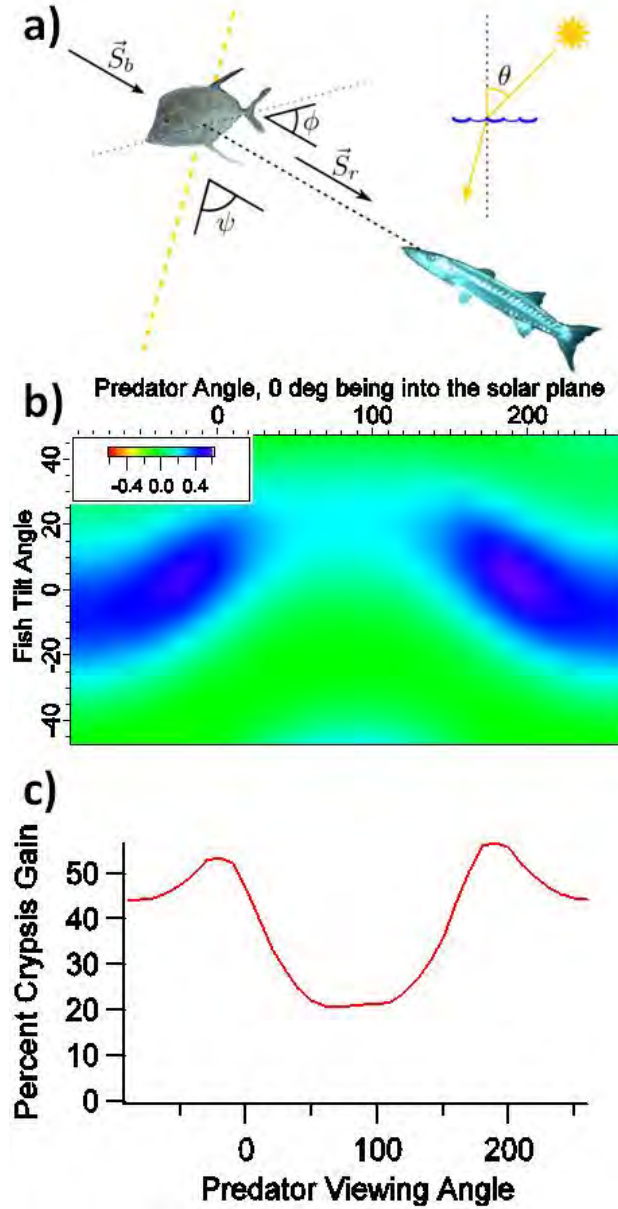 a)
S⃗b
θ
ϕ
S⃗r
ψ
b)
Predator Angle, 0 deg being into the solar plane
0 100 200
-0.4 0.0 0.4
Fish Tilt Angle
40
20
0
-20
-40
c)
Percent Crypsis Gain
50
40
30
20
10
0
0 100 200
Predator Viewing Angle